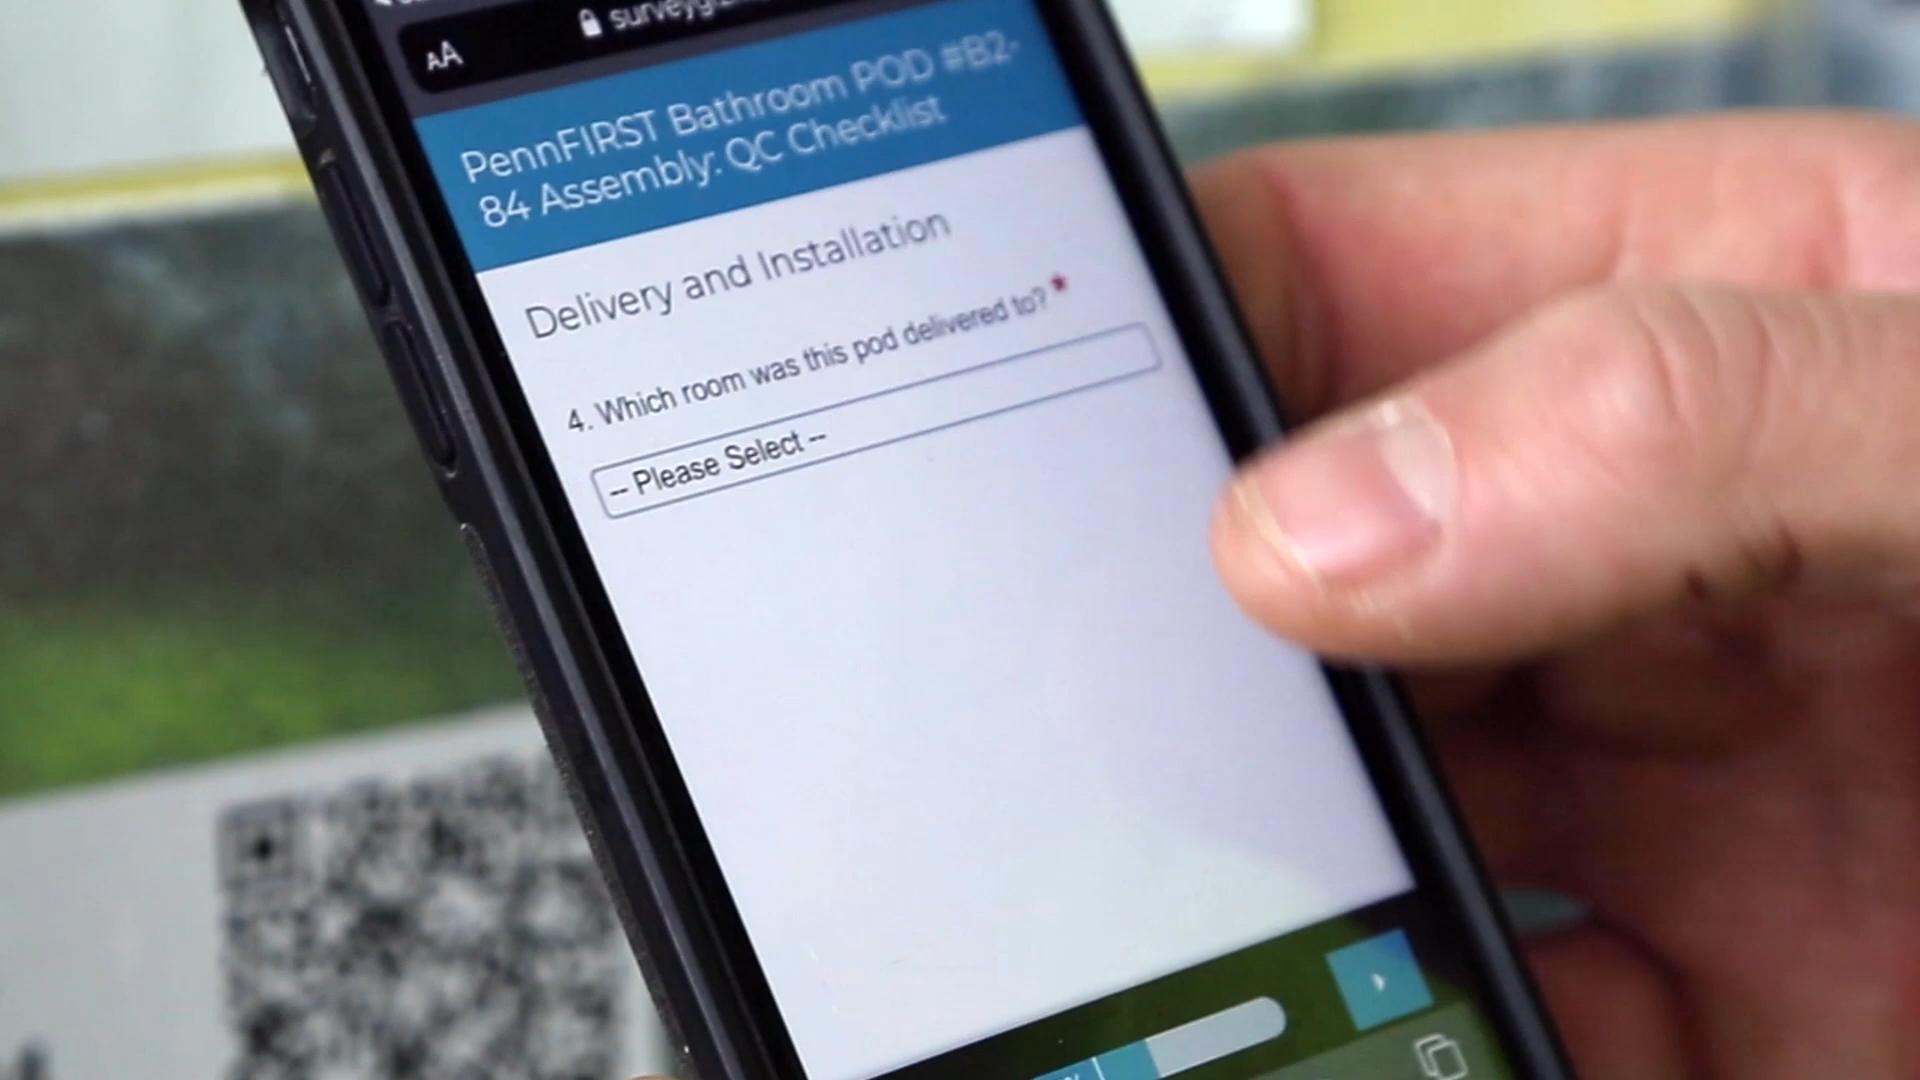 AA
PennFIRST Bathroom POD #B2-
84 Assembly: QC Checklist
Delivery and Installation
4. Which room was this pod delivered to? *
-- Please Select --